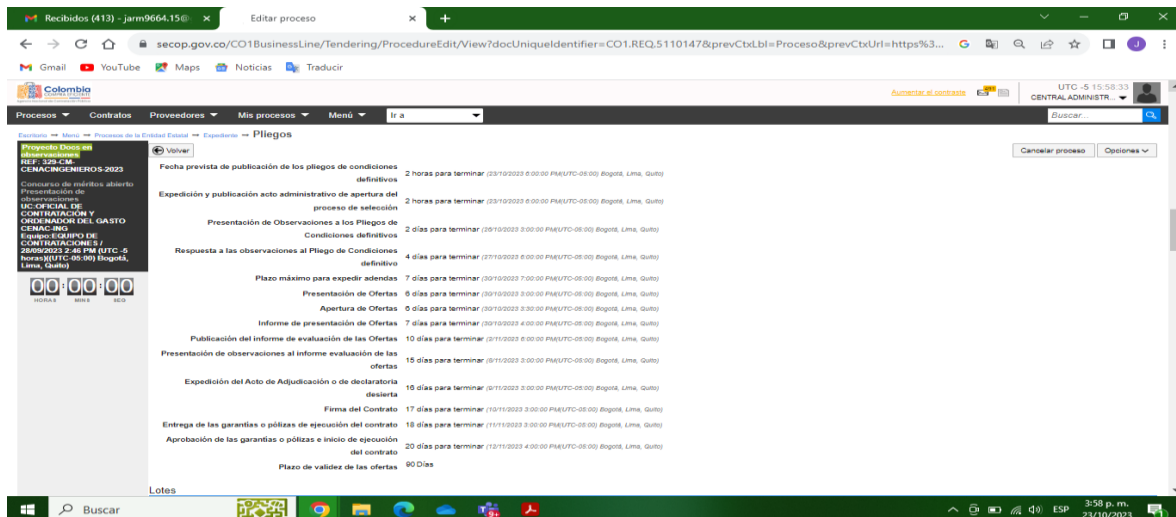 Recibidos (413) - jarm9664.15@
Editar proceso
secop.gov.co/CO1BusinessLine/Tendering/ProcedureEdit/View?docUniqueIdentifier=CO1.REQ.5110147&prevCtxLbl=Proceso&prevCtxUrl=https%3...
Gmail YouTube Maps Noticias Traducir
Colombia
Aumentar el contraste
UTC -5 15:58:33
CENTRAL ADMINISTR...
Procesos Contratos Proveedores Mis procesos Menú Ir a Buscar...
Escritorio → Menú → Procesos de la Entidad Estatal → Expediente → Pliegos
Proyecto Docs en observaciones
REF: 329-CM-
CENACINGENIEROS-2023
Concurso de méritos abierto
Presentación de
observaciones
UC:OFICIAL DE
CONTRATACIÓN Y
ORDENADOR DEL GASTO
CENAC-ING
Equipo:EQUIPO DE
CONTRATACIONES /
28/09/2023 2:46 PM (UTC -5
horas)((UTC-05:00) Bogotá,
Lima, Quito)
00:00:00
HORAS MINS SEG
Volver
Cancelar proceso Opciones
Fecha prevista de publicación de los pliegos de condiciones
definitivos 2 horas para terminar (23/10/2023 6:00:00 PM(UTC-05:00) Bogotá, Lima, Quito)
Expedición y publicación acto administrativo de apertura del
proceso de selección 2 horas para terminar (23/10/2023 6:00:00 PM(UTC-05:00) Bogotá, Lima, Quito)
Presentación de Observaciones a los Pliegos de
Condiciones definitivos 2 días para terminar (26/10/2023 3:00:00 PM(UTC-05:00) Bogotá, Lima, Quito)
Respuesta a las observaciones al Pliego de Condiciones
definitivo 4 días para terminar (27/10/2023 6:00:00 PM(UTC-05:00) Bogotá, Lima, Quito)
Plazo máximo para expedir adendas 7 días para terminar (30/10/2023 7:00:00 PM(UTC-05:00) Bogotá, Lima, Quito)
Presentación de Ofertas 6 días para terminar (30/10/2023 3:00:00 PM(UTC-05:00) Bogotá, Lima, Quito)
Apertura de Ofertas 6 días para terminar (30/10/2023 3:30:00 PM(UTC-05:00) Bogotá, Lima, Quito)
Informe de presentación de Ofertas 7 días para terminar (30/10/2023 4:00:00 PM(UTC-05:00) Bogotá, Lima, Quito)
Publicación del informe de evaluación de las Ofertas 10 días para terminar (2/11/2023 6:00:00 PM(UTC-05:00) Bogotá, Lima, Quito)
Presentación de observaciones al informe evaluación de las
ofertas 15 días para terminar (8/11/2023 3:00:00 PM(UTC-05:00) Bogotá, Lima, Quito)
Expedición del Acto de Adjudicación o de declaratoria
desierta 16 días para terminar (9/11/2023 3:00:00 PM(UTC-05:00) Bogotá, Lima, Quito)
Firma del Contrato 17 días para terminar (10/11/2023 3:00:00 PM(UTC-05:00) Bogotá, Lima, Quito)
Entrega de las garantías o pólizas de ejecución del contrato 18 días para terminar (11/11/2023 3:00:00 PM(UTC-05:00) Bogotá, Lima, Quito)
Aprobación de las garantías o pólizas e inicio de ejecución
del contrato 20 días para terminar (12/11/2023 4:00:00 PM(UTC-05:00) Bogotá, Lima, Quito)
Plazo de validez de las ofertas 90 Días
Lotes
Buscar
ESP
3:58 p. m.
23/10/2023